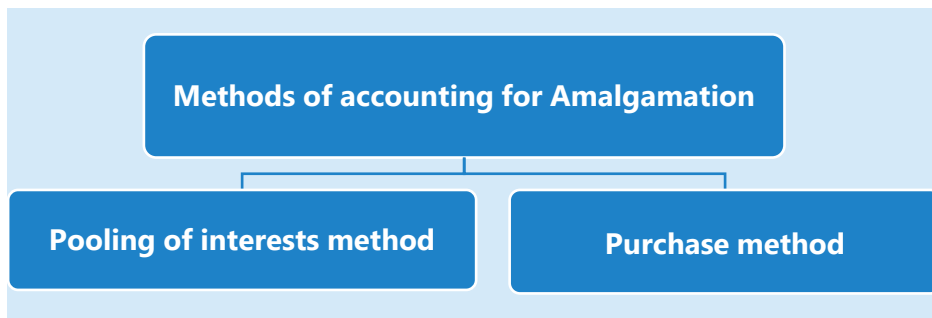 Methods of accounting for Amalgamation
Pooling of interests method
Purchase method